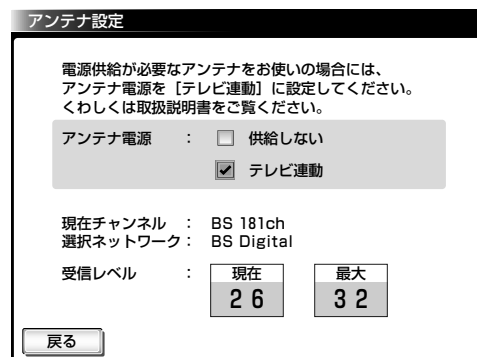 アンテナ設定
電源供給が必要なアンテナをお使いの場合には、
アンテナ電源を［テレビ連動］に設定してください。
くわしくは取扱説明書をご覧ください。
アンテナ電源　：　供給しない
テレビ連動
現在チャンネル　：　BS 181ch
選択ネットワーク：　BS Digital
受信レベル　：　現在　最大
26　32
戻る